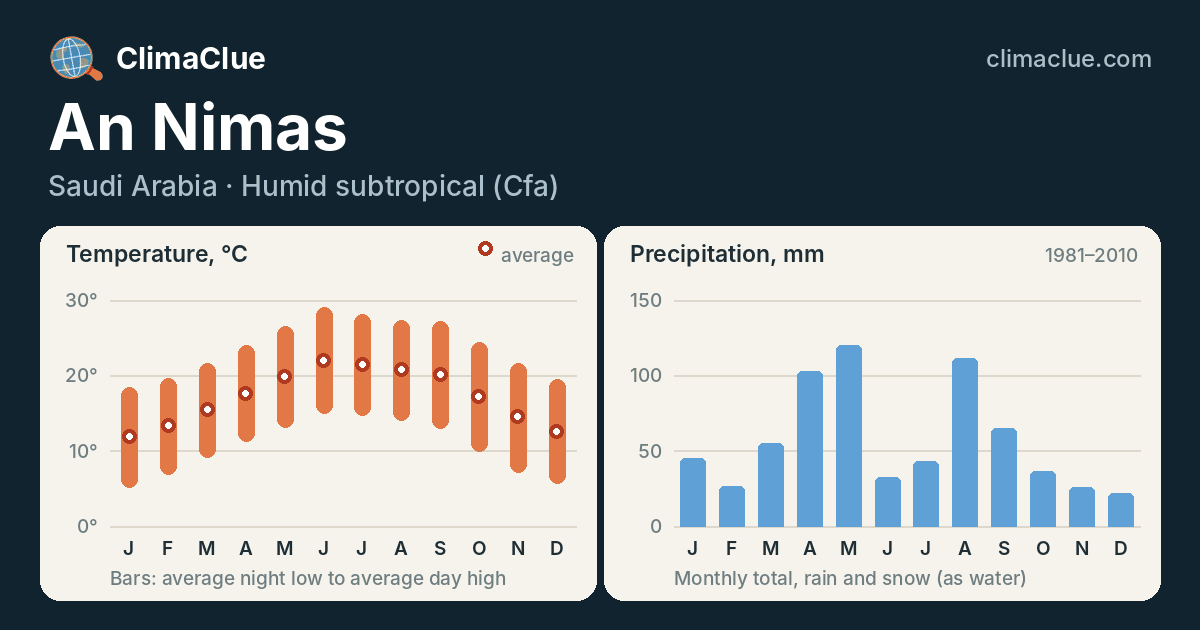 ClimaClue
climaclue.com
An Nimas
Saudi Arabia · Humid subtropical (Cfa)
Temperature, °C
average
30°
20°
10°
0°
J F M A M J J A S O N D
Bars: average night low to average day high
Precipitation, mm
1981–2010
150
100
50
0
J F M A M J J A S O N D
Monthly total, rain and snow (as water)